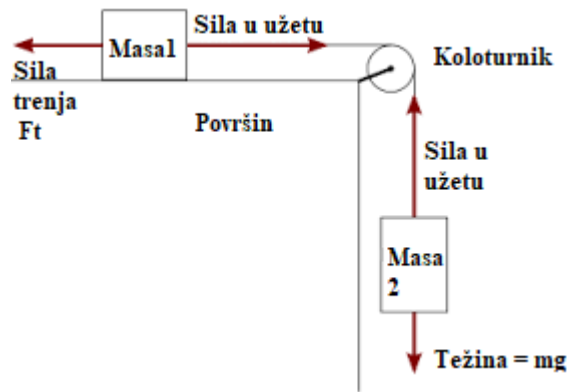 Sila u užetu
Masa1
Koloturnik
Sila
trenja
Ft
Površin
Sila u
užetu
Masa
2
Težina = mg